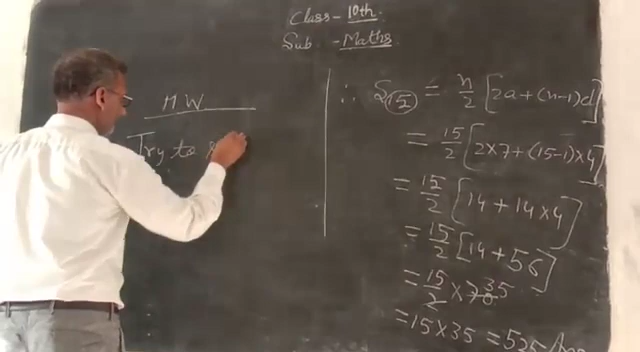 Class - 10th
Sub - Maths
HW
Try to s
∴ S15 = n/2 [2a+(n-1)d]
= 15/2 [2×7+(15-1)×4]
= 15/2 [14+14×4]
= 15/2 [14+56]
= 15/2 × 70 35
= 15×35 = 525 Ans